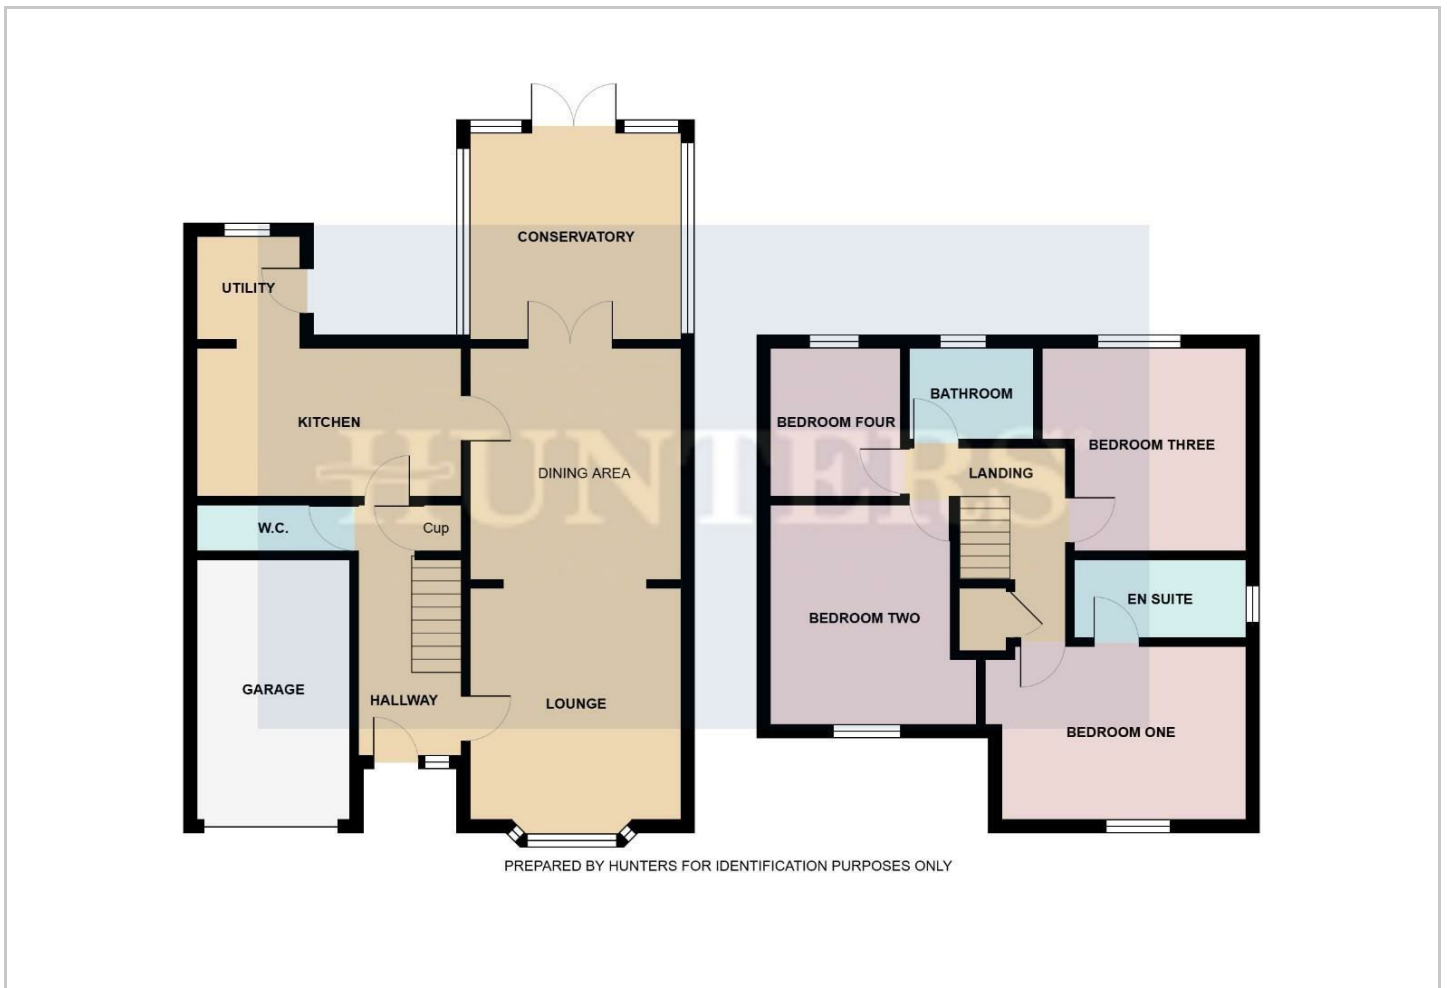 CONSERVATORY
UTILITY
KITCHEN
DINING AREA
W.C.
Cup
GARAGE
HALLWAY
LOUNGE
BEDROOM FOUR
BATHROOM
BEDROOM THREE
LANDING
BEDROOM TWO
EN SUITE
BEDROOM ONE
HUNTERS
PREPARED BY HUNTERS FOR IDENTIFICATION PURPOSES ONLY